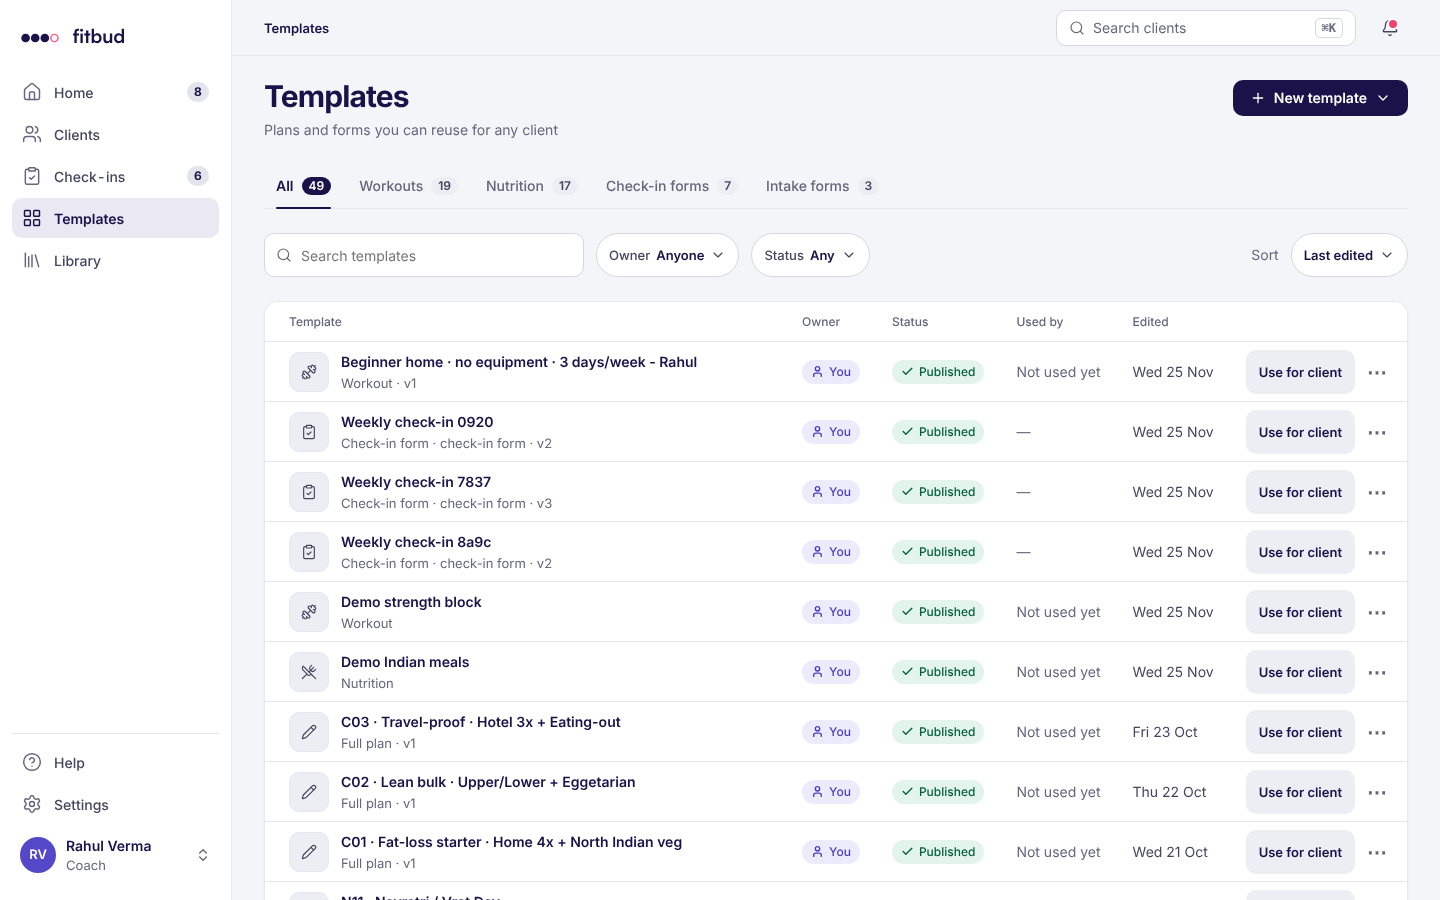 fitbud
Home 8
Clients
Check-ins 6
Templates
Library
Help
Settings
RV Rahul Verma
Coach
Templates
Search clients ⌘K
Templates
Plans and forms you can reuse for any client
New template
All 49 Workouts 19 Nutrition 17 Check-in forms 7 Intake forms 3
Search templates Owner Anyone Status Any Sort Last edited
Template Owner Status Used by Edited
Beginner home · no equipment · 3 days/week - Rahul
Workout · v1
You Published Not used yet Wed 25 Nov Use for client
Weekly check-in 0920
Check-in form · check-in form · v2
You Published — Wed 25 Nov Use for client
Weekly check-in 7837
Check-in form · check-in form · v3
You Published — Wed 25 Nov Use for client
Weekly check-in 8a9c
Check-in form · check-in form · v2
You Published — Wed 25 Nov Use for client
Demo strength block
Workout
You Published Not used yet Wed 25 Nov Use for client
Demo Indian meals
Nutrition
You Published Not used yet Wed 25 Nov Use for client
C03 · Travel-proof · Hotel 3x + Eating-out
Full plan · v1
You Published Not used yet Fri 23 Oct Use for client
C02 · Lean bulk · Upper/Lower + Eggetarian
Full plan · v1
You Published Not used yet Thu 22 Oct Use for client
C01 · Fat-loss starter · Home 4x + North Indian veg
Full plan · v1
You Published Not used yet Wed 21 Oct Use for client